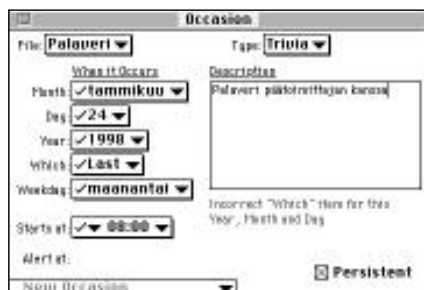 Occasion
File: Palaveri
Type: Trivia
When it Occurs
Description
Month: ✓tammikuu
Palaveri päätoimittajan kanssa
Day: ✓24
Year: ✓1998
Which: ✓Last
Weekday: ✓maanantai
Incorrect "Which" item for this
Year, Month and Day
Starts at: ✓ 08:00
Alert at:
Persistent
New Occasion